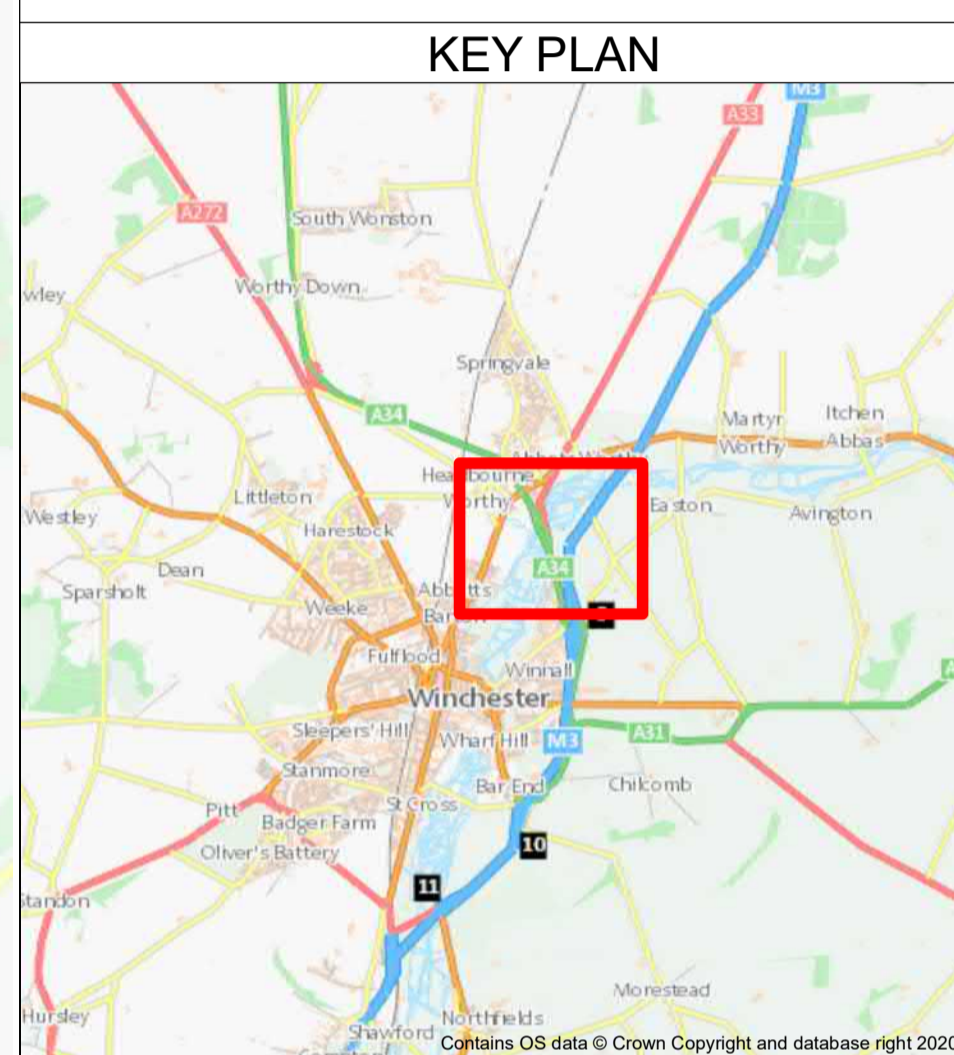 KEY PLAN
M3
A33
A272
South Wonston
Worthy Down
wley
Springvale
A34
Martyr
Worthy
Itchen
Abbas
Headbourne
Worthy
Easton
Littleton
Westley
Harestock
Avington
Dean
A34
Sparsholt
Abbotts
Weeke
Fulflood
Winnall
Winchester
Sleepers' Hill
Wharf Hill
M3
A31
Stanmore
Bar End
Chilcomb
Pitt
St Cross
Badger Farm
Oliver's Battery
10
11
Standon
Morestead
Hursley
Northfields
Shawford
Contains OS data © Crown Copyright and database right 2020